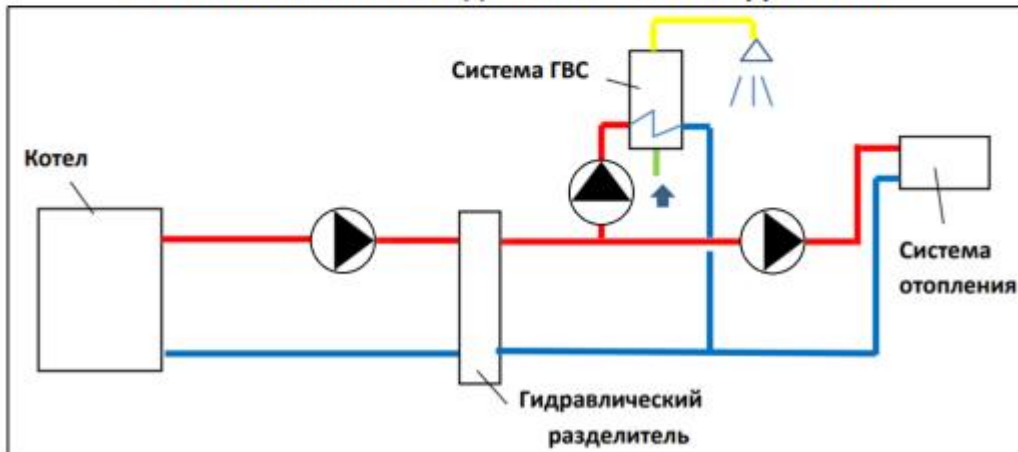 Система ГВС
Котел
Система
отопления
Гидравлический
разделитель